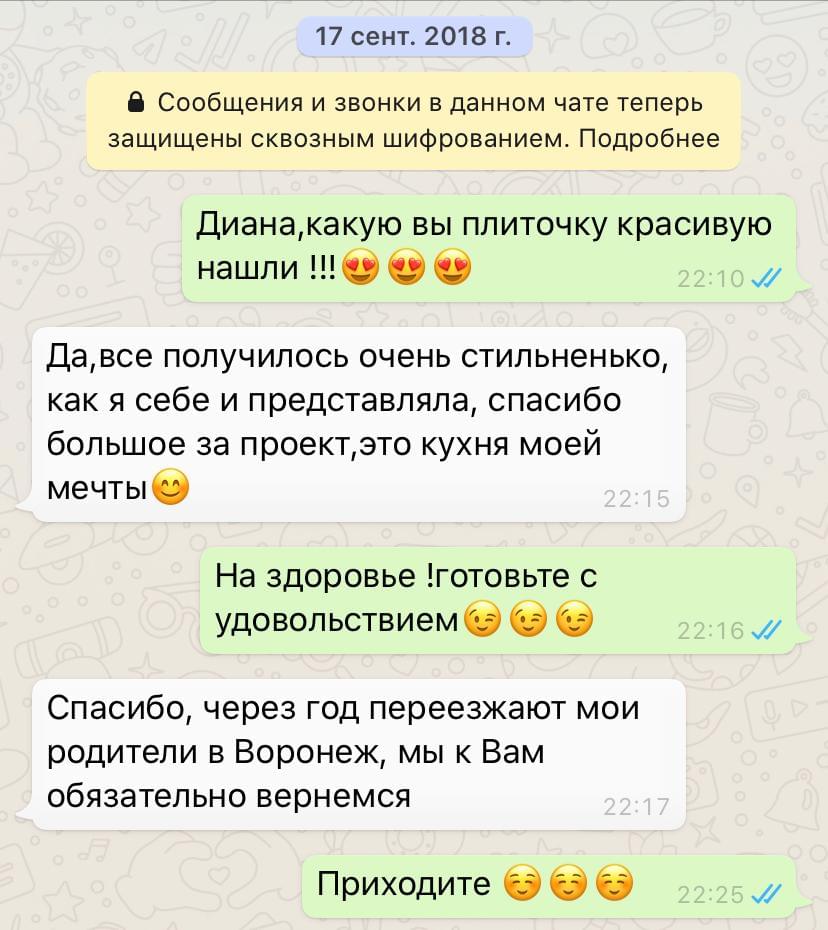 17 сент. 2018 г.
🔒 Сообщения и звонки в данном чате теперь
защищены сквозным шифрованием. Подробнее
Диана,какую вы плиточку красивую
нашли !!!😍😍😍 22:10
Да,все получилось очень стильненько,
как я себе и представляла, спасибо
большое за проект,это кухня моей
мечты😊 22:15
На здоровье !готовьте с
удовольствием😉😉😉 22:16
Спасибо, через год переезжают мои
родители в Воронеж, мы к Вам
обязательно вернемся 22:17
Приходите ☺️☺️☺️ 22:25